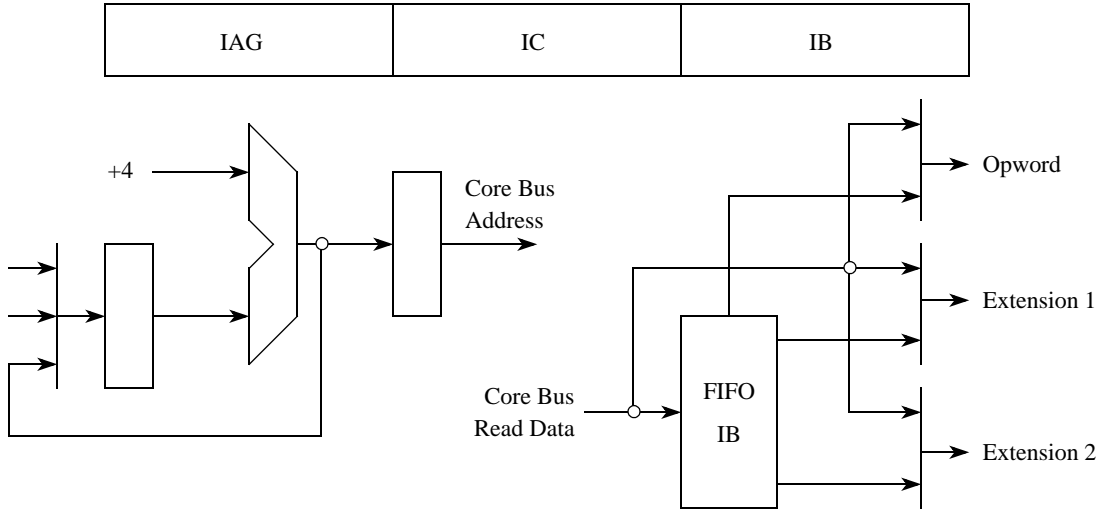 IAG
IC
IB
+4
Core Bus
Address
Opword
Extension 1
Core Bus
Read Data
FIFO
IB
Extension 2